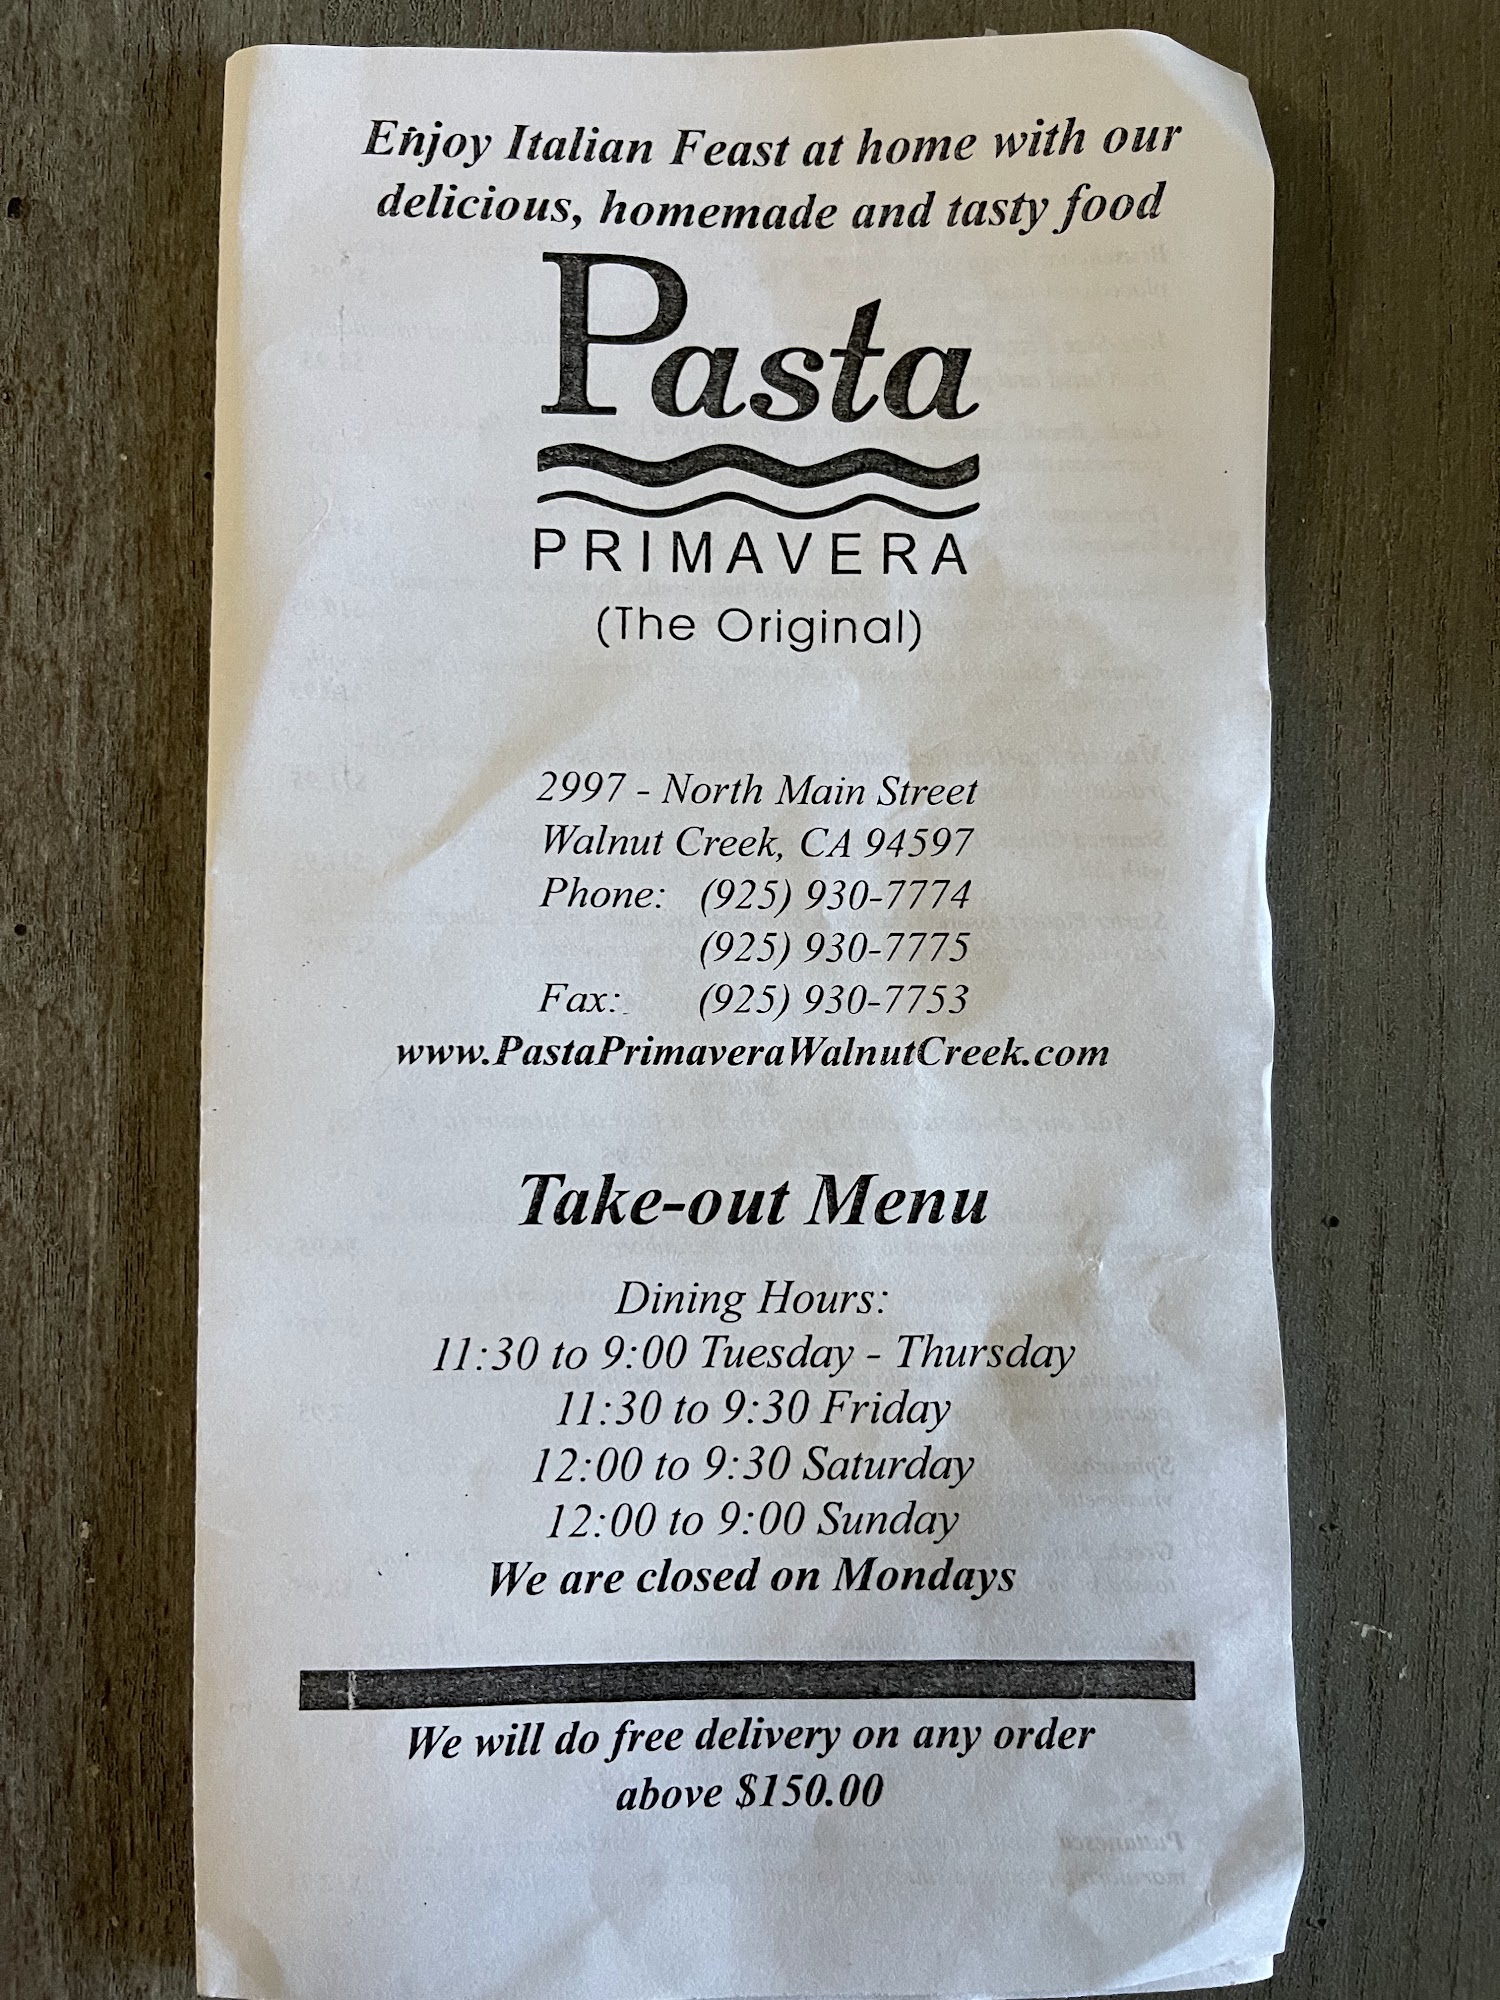 Enjoy Italian Feast at home with our
delicious, homemade and tasty food
Pasta
PRIMAVERA
(The Original)
2997 - North Main Street
Walnut Creek, CA 94597
Phone: (925) 930-7774
(925) 930-7775
Fax: (925) 930-7753
www.PastaPrimaveraWalnutCreek.com
Take-out Menu
Dining Hours:
11:30 to 9:00 Tuesday - Thursday
11:30 to 9:30 Friday
12:00 to 9:30 Saturday
12:00 to 9:00 Sunday
We are closed on Mondays
We will do free delivery on any order
above $150.00